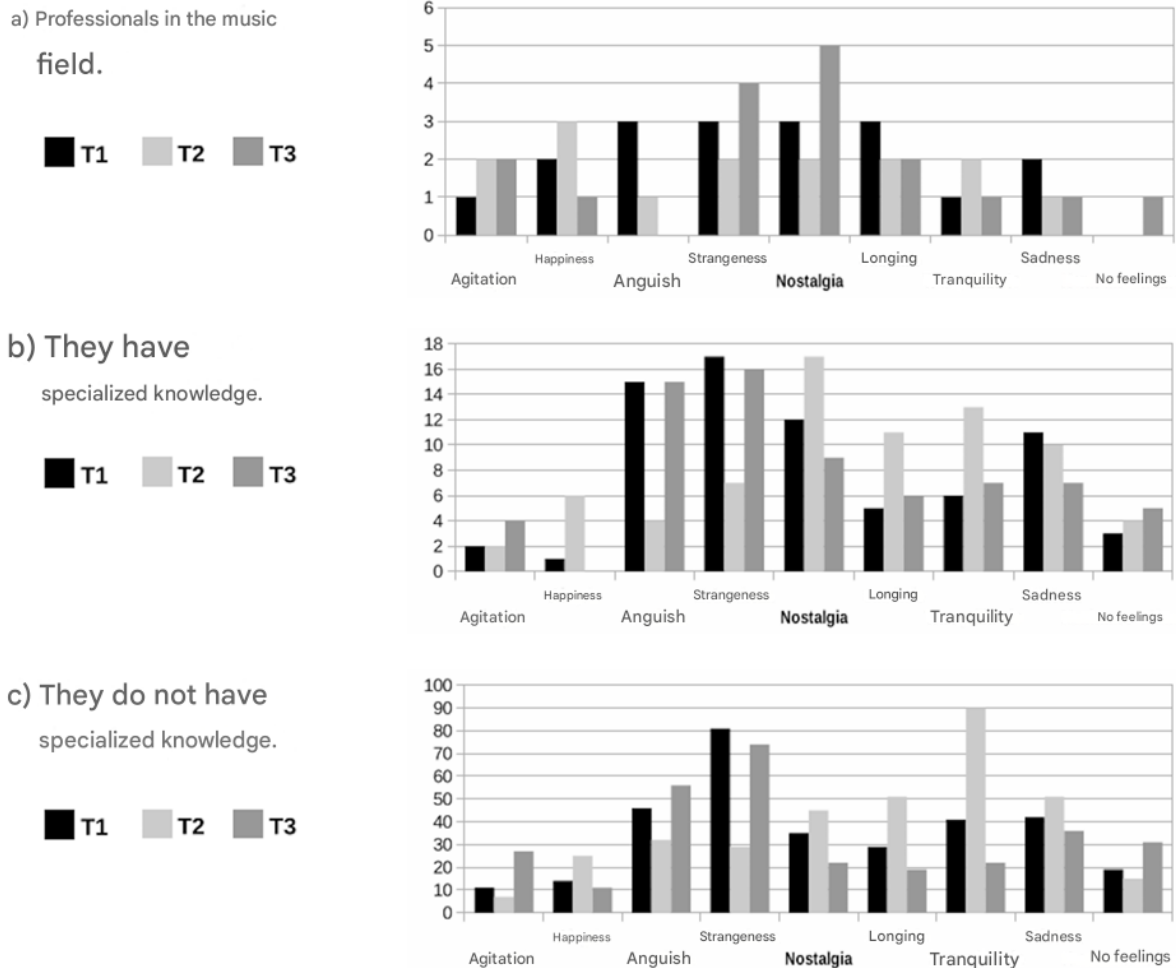 a) Professionals in the music
field.
T1 T2 T3
6
5
4
3
2
1
0
Happiness Strangeness Longing Sadness
Agitation Anguish Nostalgia Tranquility No feelings
b) They have
specialized knowledge.
T1 T2 T3
18
16
14
12
10
8
6
4
2
0
Happiness Strangeness Longing Sadness
Agitation Anguish Nostalgia Tranquility No feelings
c) They do not have
specialized knowledge.
T1 T2 T3
100
90
80
70
60
50
40
30
20
10
0
Happiness Strangeness Longing Sadness
Agitation Anguish Nostalgia Tranquility No feelings